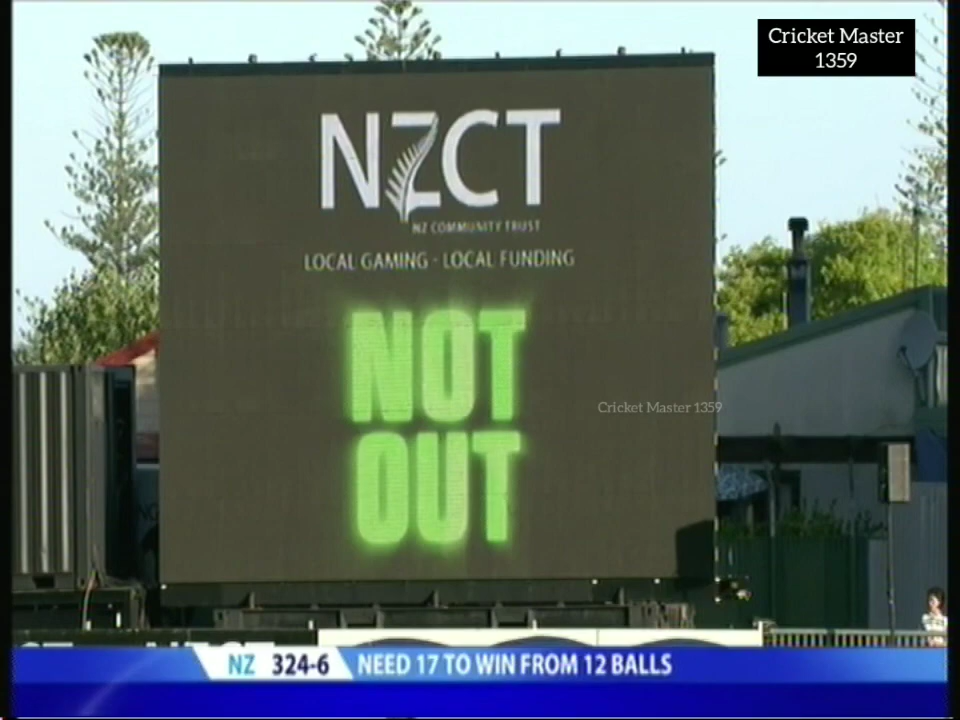 Cricket Master
1359
NZCT
NZ COMMUNITY TRUST
LOCAL GAMING - LOCAL FUNDING
NOT
OUT
Cricket Master 1359
NZ 324-6 NEED 17 TO WIN FROM 12 BALLS